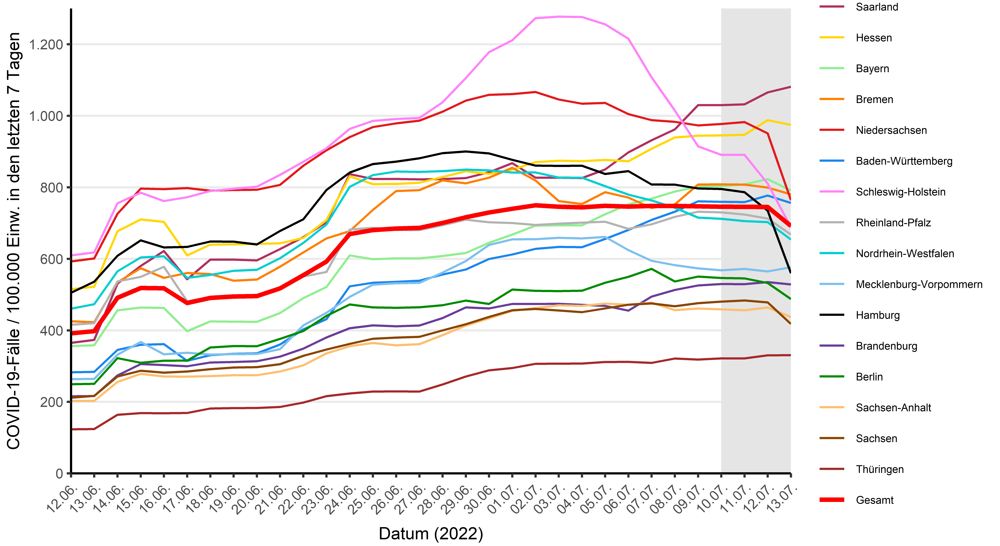 COVID-19-Fälle / 100.000 Einw. in den letzten 7 Tagen
1.200
1.000
800
600
400
200
0
12.06.
13.06.
14.06.
15.06.
16.06.
17.06.
18.06.
19.06.
20.06.
21.06.
22.06.
23.06.
24.06.
25.06.
26.06.
27.06.
28.06.
29.06.
30.06.
01.07.
02.07.
03.07.
04.07.
05.07.
06.07.
07.07.
08.07.
09.07.
10.07.
11.07.
12.07.
13.07.
Datum (2022)
Saarland
Hessen
Bayern
Bremen
Niedersachsen
Baden-Württemberg
Schleswig-Holstein
Rheinland-Pfalz
Nordrhein-Westfalen
Mecklenburg-Vorpommern
Hamburg
Brandenburg
Berlin
Sachsen-Anhalt
Sachsen
Thüringen
Gesamt